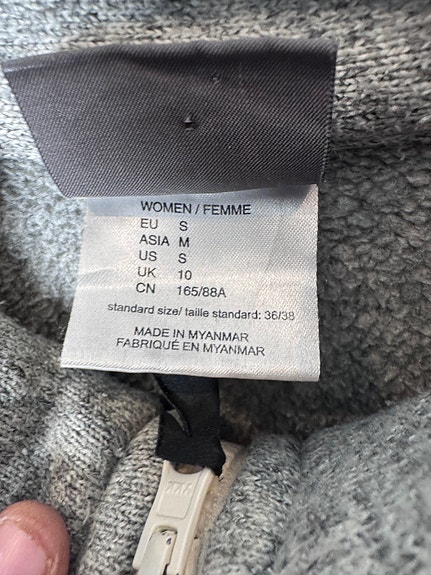 WOMEN / FEMME
EU S
ASIA M
US S
UK 10
CN 165/88A
standard size/ taille standard: 36/38
MADE IN MYANMAR
FABRIQUÉ EN MYANMAR